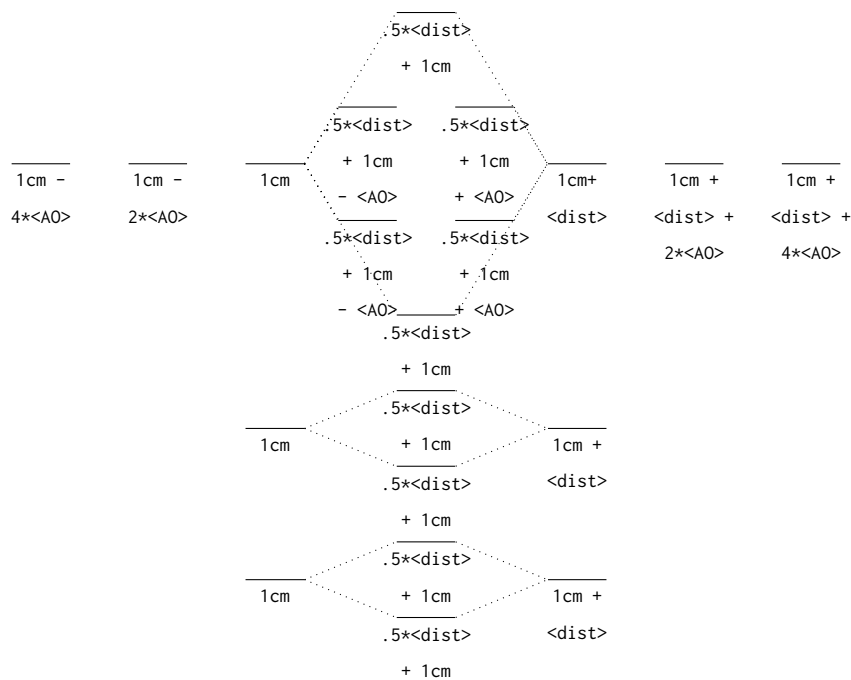 .5*<dist>
+ 1cm
.5*<dist>
+ 1cm
- <AO>
.5*<dist>
+ 1cm
+ <AO>
1cm -
4*<AO>
1cm -
2*<AO>
1cm
1cm+
<dist>
1cm +
<dist> +
2*<AO>
1cm +
<dist> +
4*<AO>
.5*<dist>
+ 1cm
- <AO>
.5*<dist>
+ 1cm
+ <AO>
.5*<dist>
+ 1cm
.5*<dist>
+ 1cm
1cm
1cm +
<dist>
.5*<dist>
+ 1cm
.5*<dist>
+ 1cm
1cm
1cm +
<dist>
.5*<dist>
+ 1cm